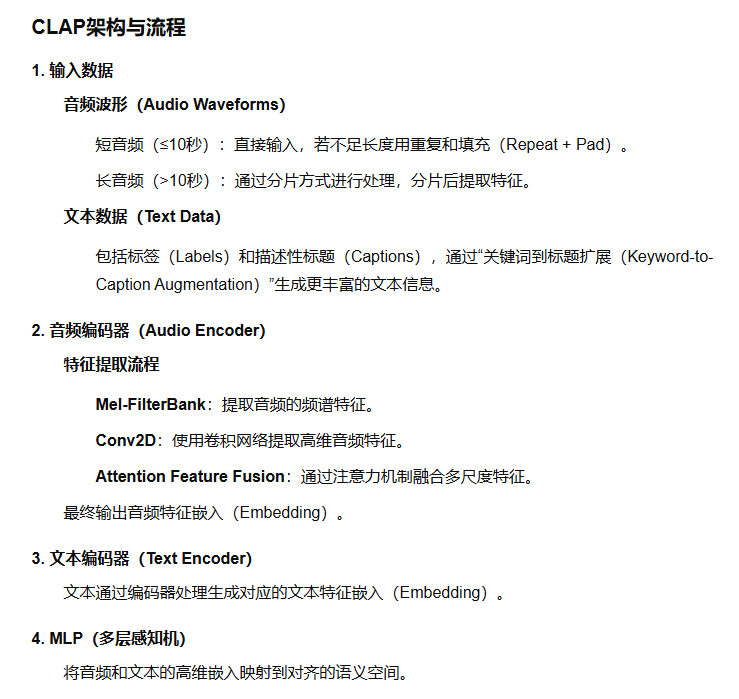 CLAP架构与流程
1. 输入数据
音频波形（Audio Waveforms）
短音频（≤10秒）：直接输入，若不足长度用重复和填充（Repeat + Pad）。
长音频（>10秒）：通过分片方式进行处理，分片后提取特征。
文本数据（Text Data）
包括标签（Labels）和描述性标题（Captions），通过“关键词到标题扩展（Keyword-to-
Caption Augmentation）”生成更丰富的文本信息。
2. 音频编码器（Audio Encoder）
特征提取流程
Mel-FilterBank：提取音频的频谱特征。
Conv2D：使用卷积网络提取高维音频特征。
Attention Feature Fusion：通过注意力机制融合多尺度特征。
最终输出音频特征嵌入（Embedding）。
3. 文本编码器（Text Encoder）
文本通过编码器处理生成对应的文本特征嵌入（Embedding）。
4. MLP（多层感知机）
将音频和文本的高维嵌入映射到对齐的语义空间。